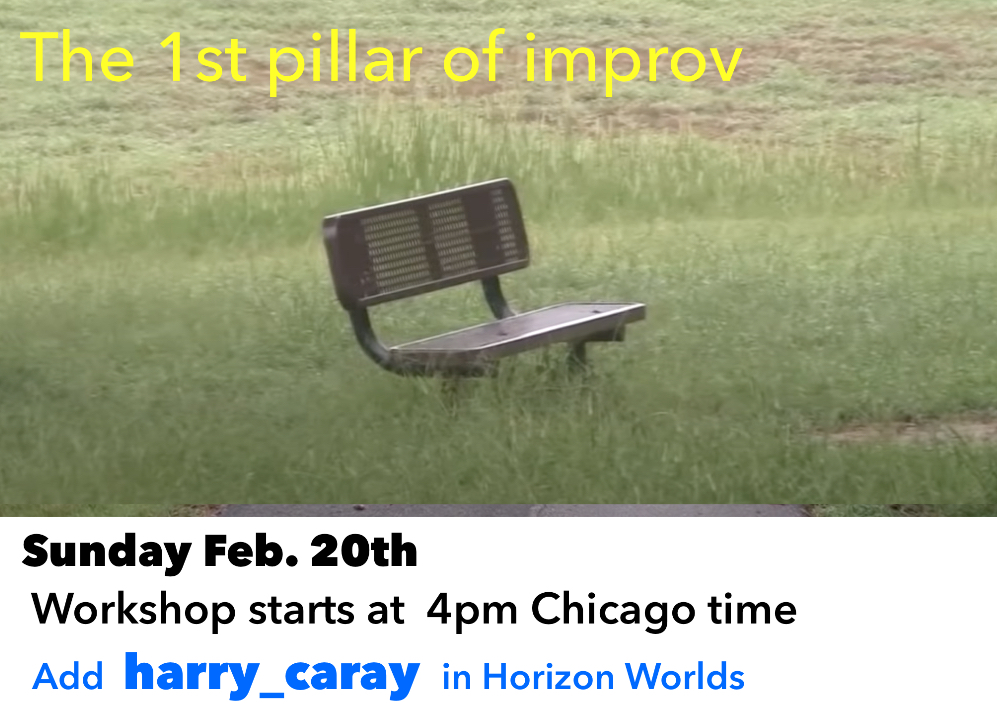 The 1st pillar of improv
Sunday Feb. 20th
Workshop starts at 4pm Chicago time
Add harry_caray in Horizon Worlds